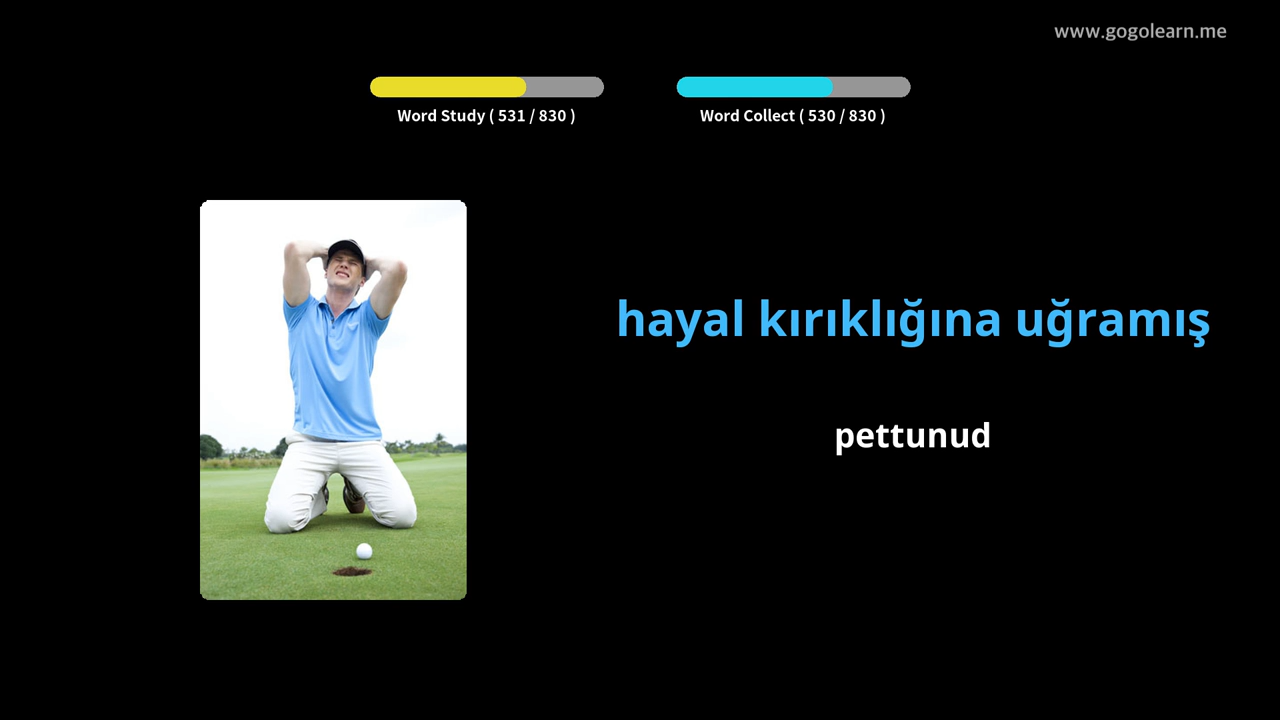 www.gogolearn.me
Word Study ( 531 / 830 )
Word Collect ( 530 / 830 )
hayal kırıklığına uğramış
pettunud